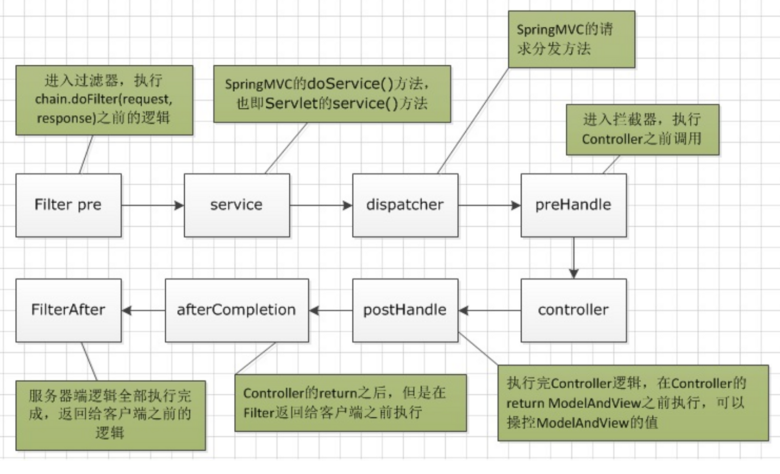 SpringMVC的请
求分发方法
进入过滤器，执行
chain.doFilter(request,
response)之前的逻辑
SpringMVC的doService()方法，
也即Servlet的service()方法
进入拦截器，执行
Controller之前调用
Filter pre
service
dispatcher
preHandle
FilterAfter
afterCompletion
postHandle
controller
服务器端逻辑全部执行完
成，返回给客户端之前的
逻辑
Controller的return之后，但是在
Filter返回给客户端之前执行
执行完Controller逻辑，在Controller的
return ModelAndView之前执行，可以
操控ModelAndView的值